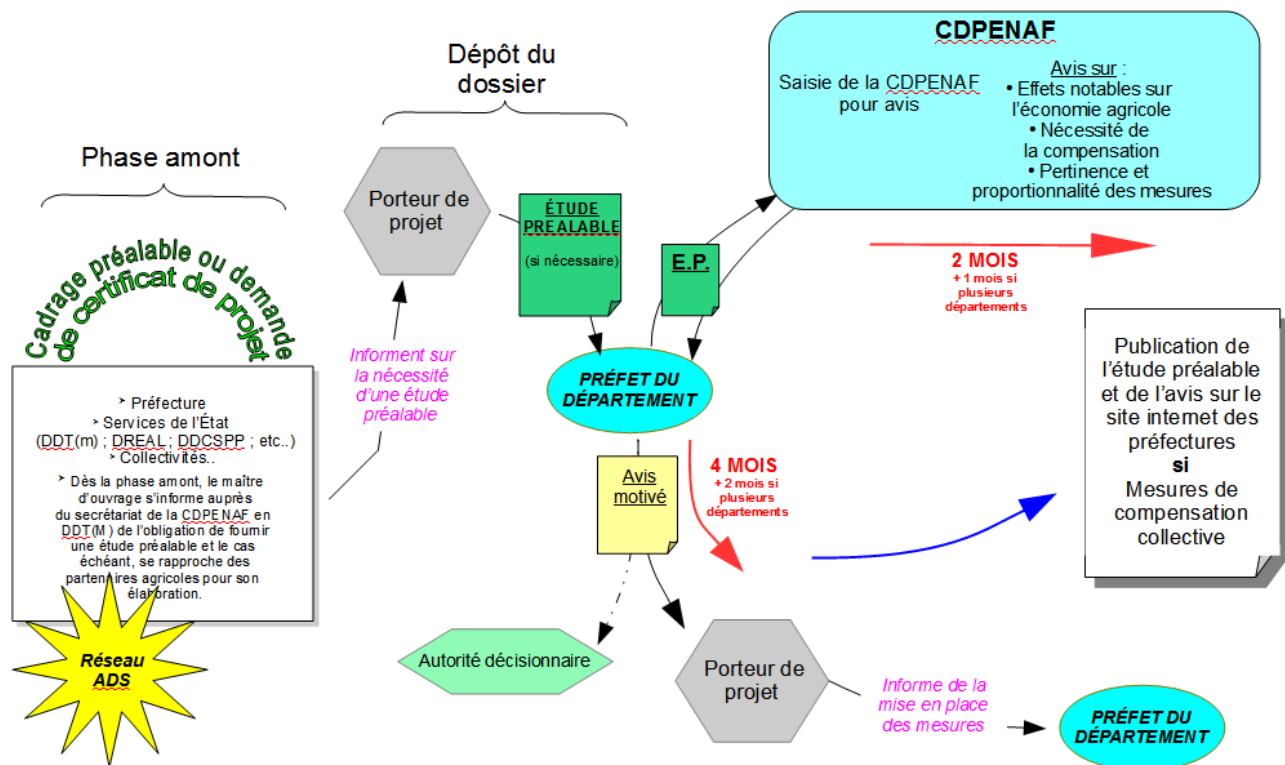 Phase amont
Cadrage préalable ou demande
de certificat de projet
➢ Préfecture
➢ Services de l'État
(DDT(m) ; DREAL ; DDCSPP ; etc..)
➢ Collectivités..
➢ Dès la phase amont, le maître
d'ouvrage s'informe auprès
du secrétariat de la CDPENAF en
DDT(M) de l'obligation de fournir
une étude préalable et le cas
échéant, se rapproche des
partenaires agricoles pour son
élaboration.
Réseau
ADS
Informent sur
la nécessité
d'une étude
préalable
Dépôt du
dossier
Porteur de
projet
ÉTUDE
PREALABLE
(si nécessaire)
E.P.
PRÉFET DU
DÉPARTEMENT
CDPENAF
Saisie de la CDPENAF
pour avis
Avis sur :
• Effets notables sur
l'économie agricole
• Nécessité de
la compensation
• Pertinence et
proportionnalité des mesures
2 MOIS
+ 1 mois si
plusieurs
départements
Avis
motivé
4 MOIS
+ 2 mois si
plusieurs
départements
Publication de
l'étude préalable
et de l'avis sur le
site internet des
préfectures
si
Mesures de
compensation
collective
Autorité décisionnaire
Porteur de
projet
Informe de la
mise en place
des mesures
PRÉFET DU
DÉPARTEMENT